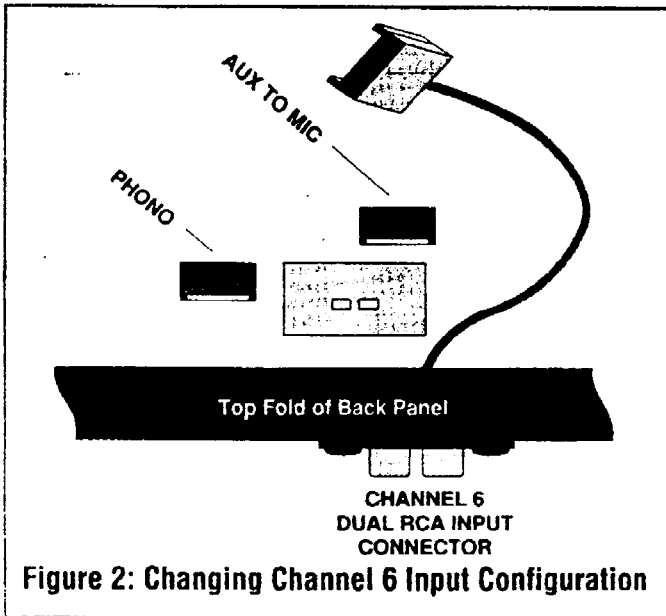 AUX TO MIC
PHONO
Top Fold of Back Panel
CHANNEL 6
DUAL RCA INPUT
CONNECTOR
Figure 2: Changing Channel 6 Input Configuration